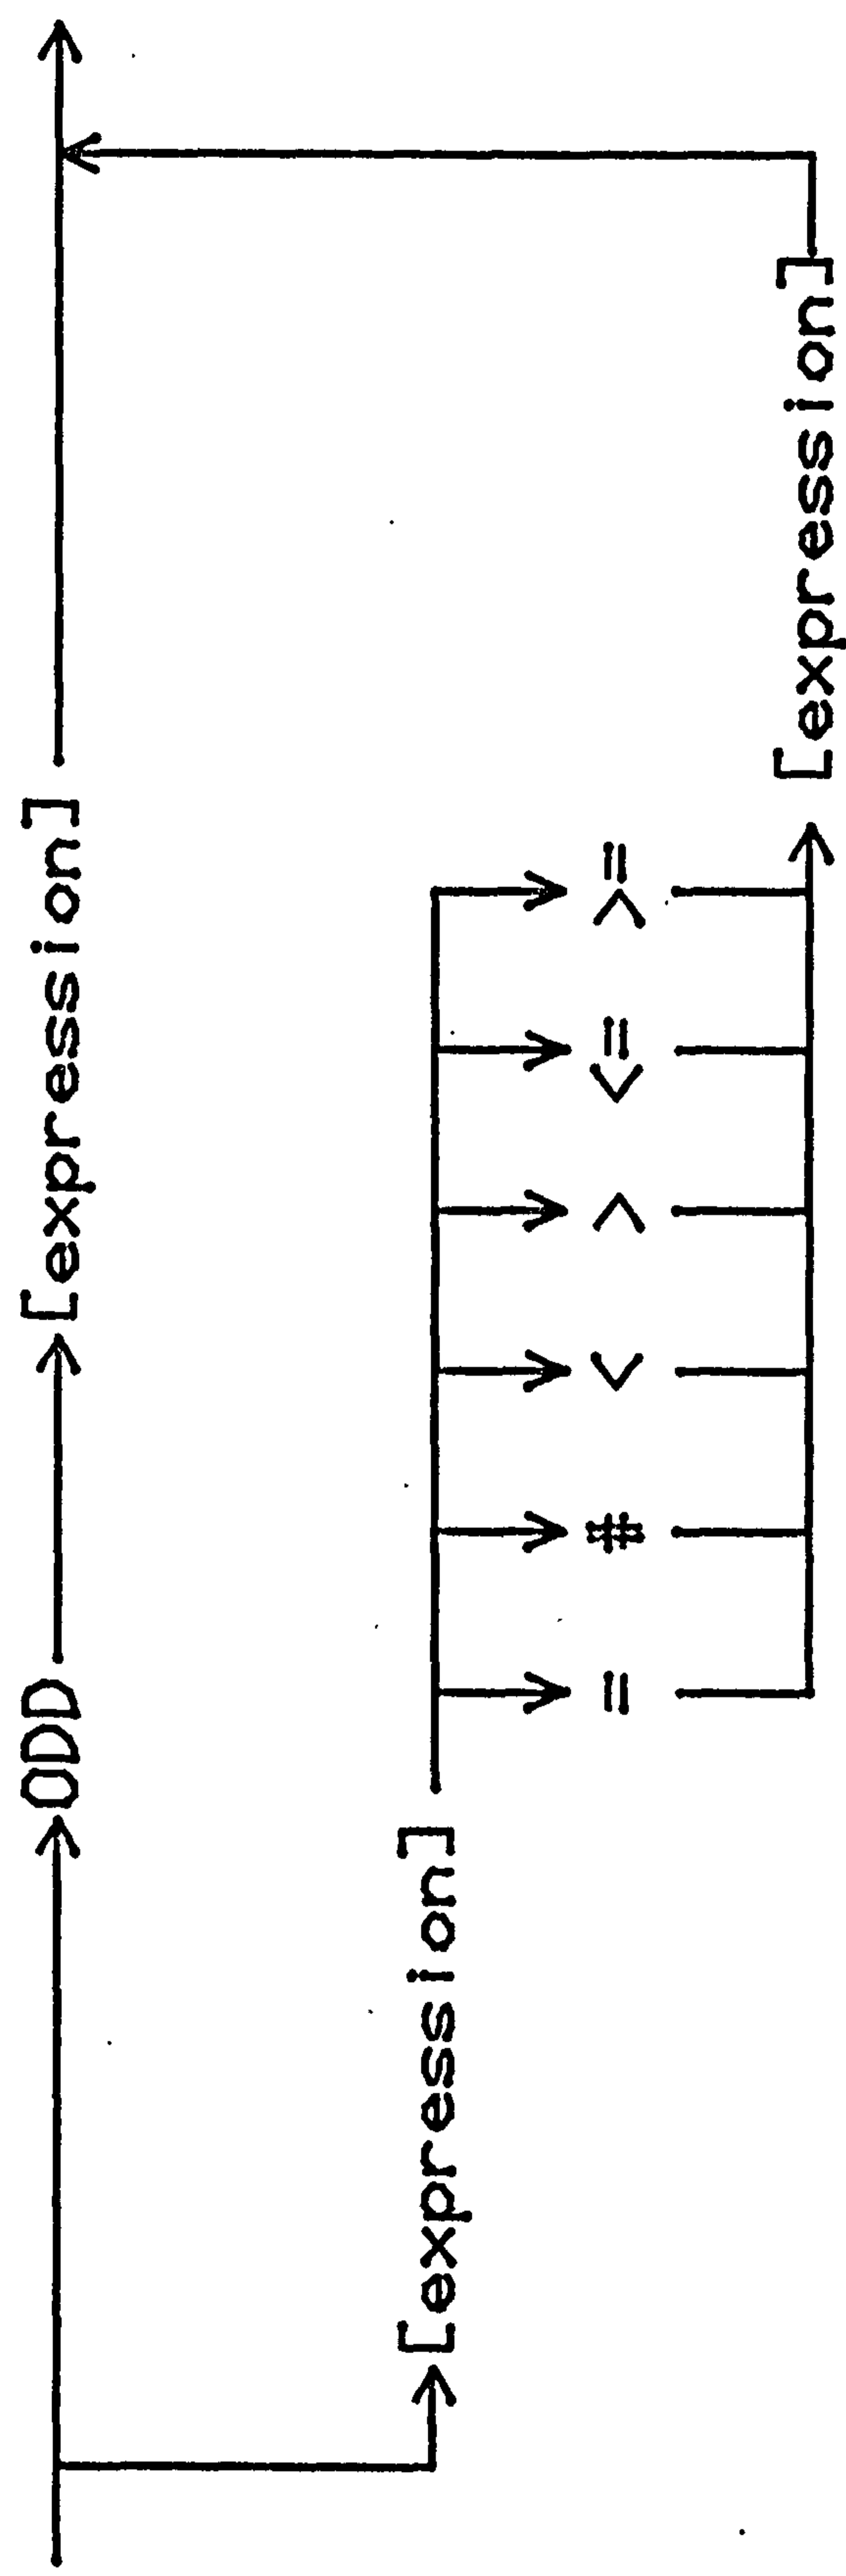 ODD [expression]
[expression]
= # < > <= >=
[expression]